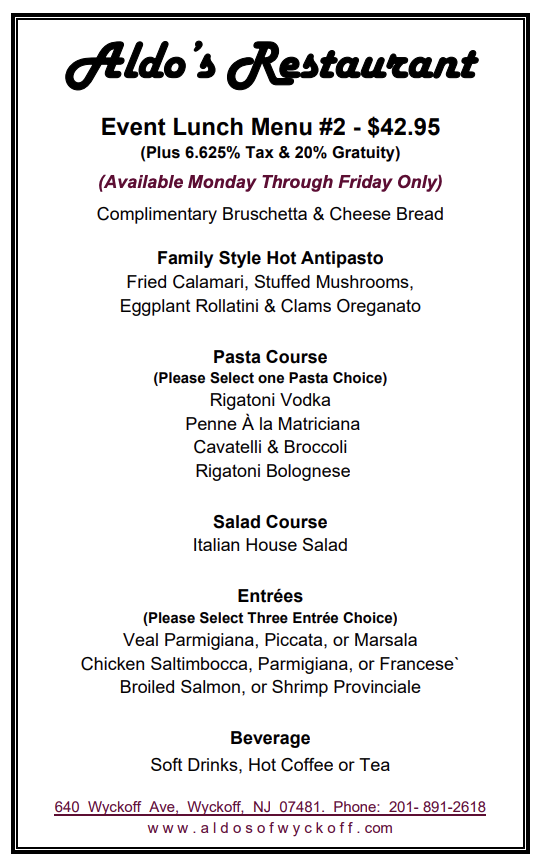 Aldo's Restaurant
Event Lunch Menu #2 - $42.95
(Plus 6.625% Tax & 20% Gratuity)
(Available Monday Through Friday Only)
Complimentary Bruschetta & Cheese Bread
Family Style Hot Antipasto
Fried Calamari, Stuffed Mushrooms,
Eggplant Rollatini & Clams Oreganato
Pasta Course
(Please Select one Pasta Choice)
Rigatoni Vodka
Penne À la Matriciana
Cavatelli & Broccoli
Rigatoni Bolognese
Salad Course
Italian House Salad
Entrées
(Please Select Three Entrée Choice)
Veal Parmigiana, Piccata, or Marsala
Chicken Saltimbocca, Parmigiana, or Francese`
Broiled Salmon, or Shrimp Provinciale
Beverage
Soft Drinks, Hot Coffee or Tea
640 Wyckoff Ave, Wyckoff, NJ 07481. Phone: 201- 891-2618
www.aldosofwyckoff.com